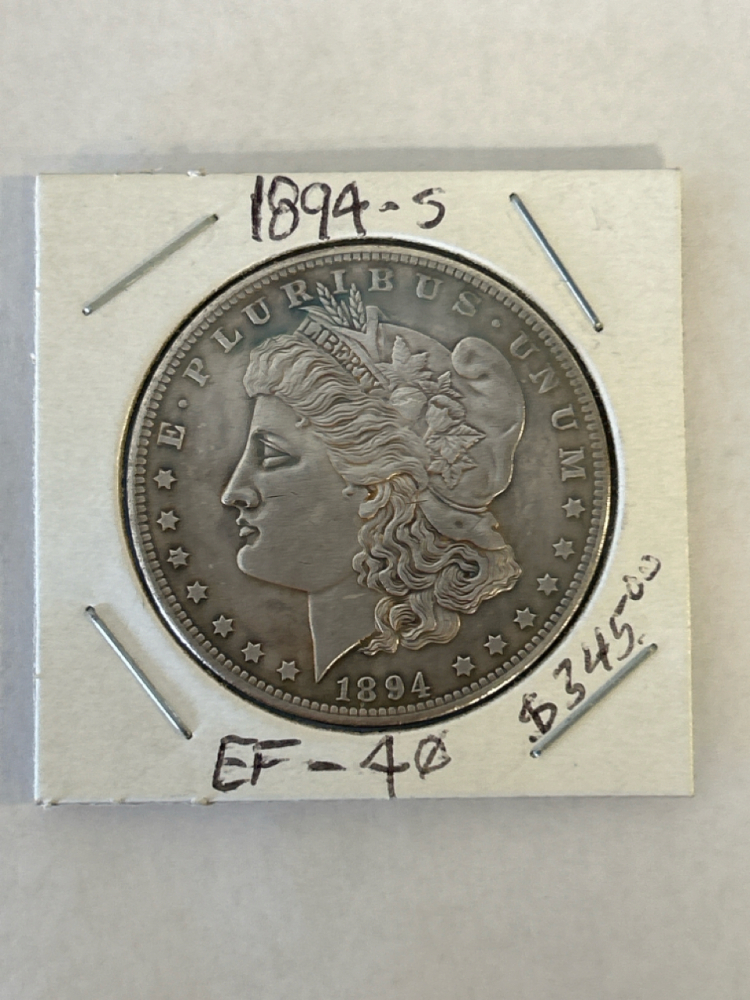 1894-S
E·PLURIBUS·UNUM
LIBERTY
1894
$345.00
EF-40